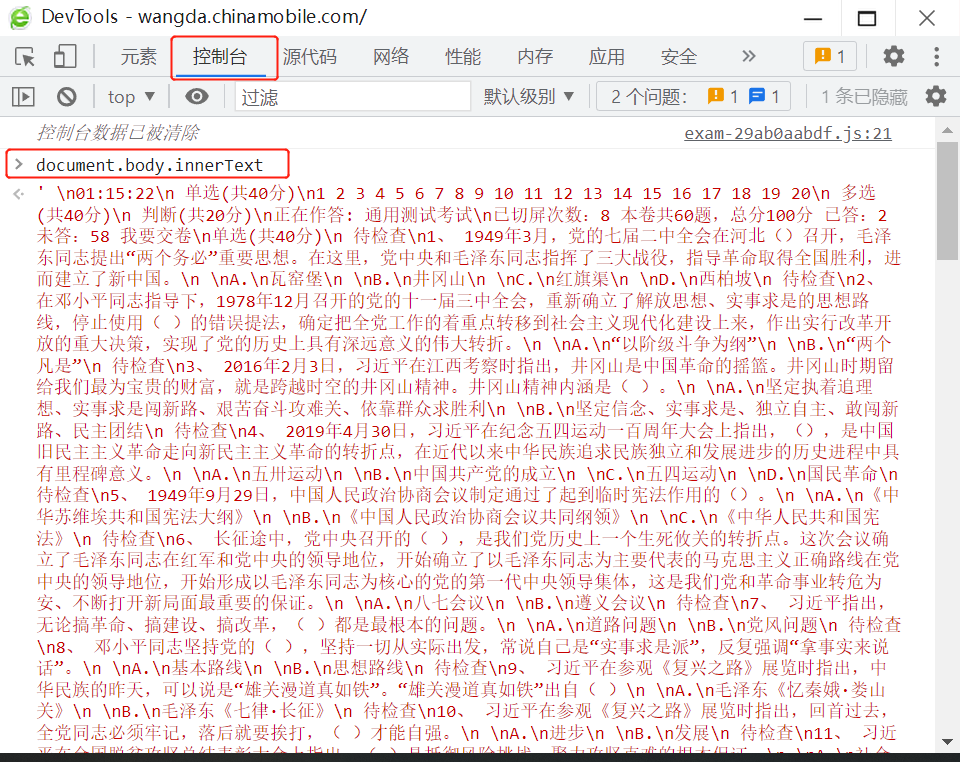 DevTools - wangda.chinamobile.com/
元素 控制台 源代码 网络 性能 内存 应用 安全 » 1
top ▼ 过滤 默认级别 ▼ 2 个问题: 1 1 1 条已隐藏
控制台数据已被清除 exam-29ab0aabdf.js:21
> document.body.innerText
' \n01:15:22\n 单选(共40分)\n1 2 3 4 5 6 7 8 9 10 11 12 13 14 15 16 17 18 19 20\n 多选
(共40分)\n 判断(共20分)\n正在作答: 通用测试考试\n已切屏次数: 8 本卷共60题, 总分100分 已答: 2
未答: 58 我要交卷\n单选(共40分)\n 待检查\n1、 1949年3月, 党的七届二中全会在河北（）召开, 毛泽
东同志提出“两个务必”重要思想。在这里, 党中央和毛泽东同志指挥了三大战役, 指导革命取得全国胜利, 进
而建立了新中国。\n \nA.\n瓦窑堡\n \nB.\n井冈山\n \nC.\n红旗渠\n \nD.\n西柏坡\n 待检查\n2、
在邓小平同志指导下, 1978年12月召开的党的十一届三中全会, 重新确立了解放思想、实事求是的思想路
线, 停止使用（ ）的错误提法, 确定把全党工作的着重点转移到社会主义现代化建设上来, 作出实行改革开
放的重大决策, 实现了党的历史上具有深远意义的伟大转折。\n \nA.\n“以阶级斗争为纲”\n \nB.\n“两个
凡是”\n 待检查\n3、 2016年2月3日, 习近平在江西考察时指出, 井冈山是中国革命的摇篮。井冈山时期留
给我们最为宝贵的财富, 就是跨越时空的井冈山精神。井冈山精神内涵是（ ）。\n \nA.\n坚定执着追理
想、实事求是闯新路、艰苦奋斗攻难关、依靠群众求胜利\n \nB.\n坚定信念、实事求是、独立自主、敢闯新
路、民主团结\n 待检查\n4、 2019年4月30日, 习近平在纪念五四运动一百周年大会上指出, （）, 是中国
旧民主主义革命走向新民主主义革命的转折点, 在近代以来中华民族追求民族独立和发展进步的历史进程中具
有里程碑意义。\n \nA.\n五卅运动\n \nB.\n中国共产党的成立\n \nC.\n五四运动\n \nD.\n国民革命\n
待检查\n5、 1949年9月29日, 中国人民政治协商会议制定通过了起到临时宪法作用的（）。\n \nA.\n《中
华苏维埃共和国宪法大纲》\n \nB.\n《中国人民政治协商会议共同纲领》\n \nC.\n《中华人民共和国宪
法》\n 待检查\n6、 长征途中, 党中央召开的（ ）, 是我们党历史上一个生死攸关的转折点。这次会议确
立了毛泽东同志在红军和党中央的领导地位, 开始确立了以毛泽东同志为主要代表的马克思主义正确路线在党
中央的领导地位, 开始形成以毛泽东同志为核心的党的第一代中央领导集体, 这是我们党和革命事业转危为
安、不断打开新局面最重要的保证。\n \nA.\n八七会议\n \nB.\n遵义会议\n 待检查\n7、 习近平指出,
无论搞革命、搞建设、搞改革, （ ）都是最根本的问题。\n \nA.\n道路问题\n \nB.\n党风问题\n 待检查
\n8、 邓小平同志坚持党的（ ）, 坚持一切从实际出发, 常说自己是“实事求是派”, 反复强调“拿事实来说
话”。\n \nA.\n基本路线\n \nB.\n思想路线\n 待检查\n9、 习近平在参观《复兴之路》展览时指出, 中
华民族的昨天, 可以说是“雄关漫道真如铁”。“雄关漫道真如铁”出自（ ）\n \nA.\n毛泽东《忆秦娥·娄山
关》\n \nB.\n毛泽东《七律·长征》\n 待检查\n10、 习近平在参观《复兴之路》展览时指出, 回首过去,
全党同志必须牢记, 落后就要挨打, （ ）才能自强。\n \nA.\n进步\n \nB.\n发展\n 待检查\n11、 习近
平在全国脱贫攻坚总结表彰大会上指出, （ ）是抵御风险挑战、聚力攻坚克难的根本保证。\n \nA.\n社会